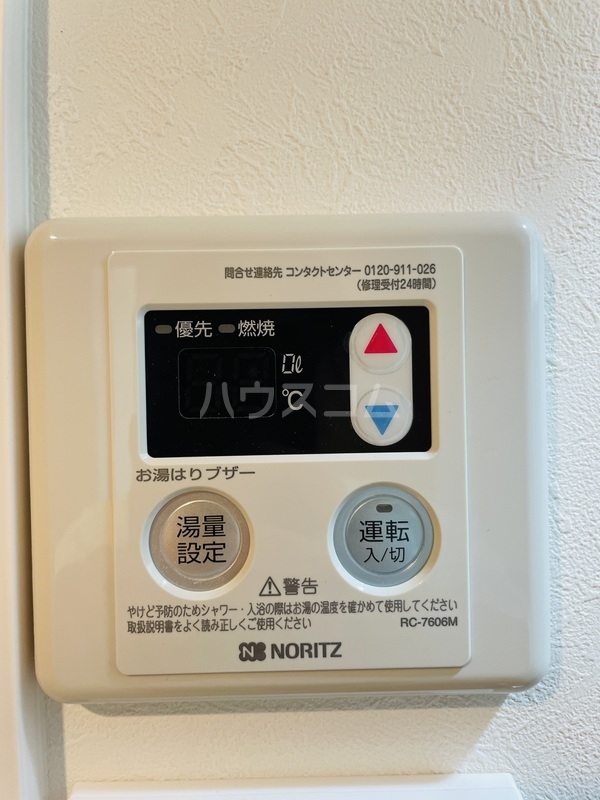 問合せ連絡先 コンタクトセンター 0120-911-026
(修理受付24時間)
優先 燃焼
0ℓ
℃
ハウスコム
お湯はりブザー
湯量
設定
運転
入/切
⚠警告
やけど予防のためシャワー・入浴の際はお湯の温度を確かめて使用してください
取扱説明書をよく読み正しくご使用ください
RC-7606M
NORITZ